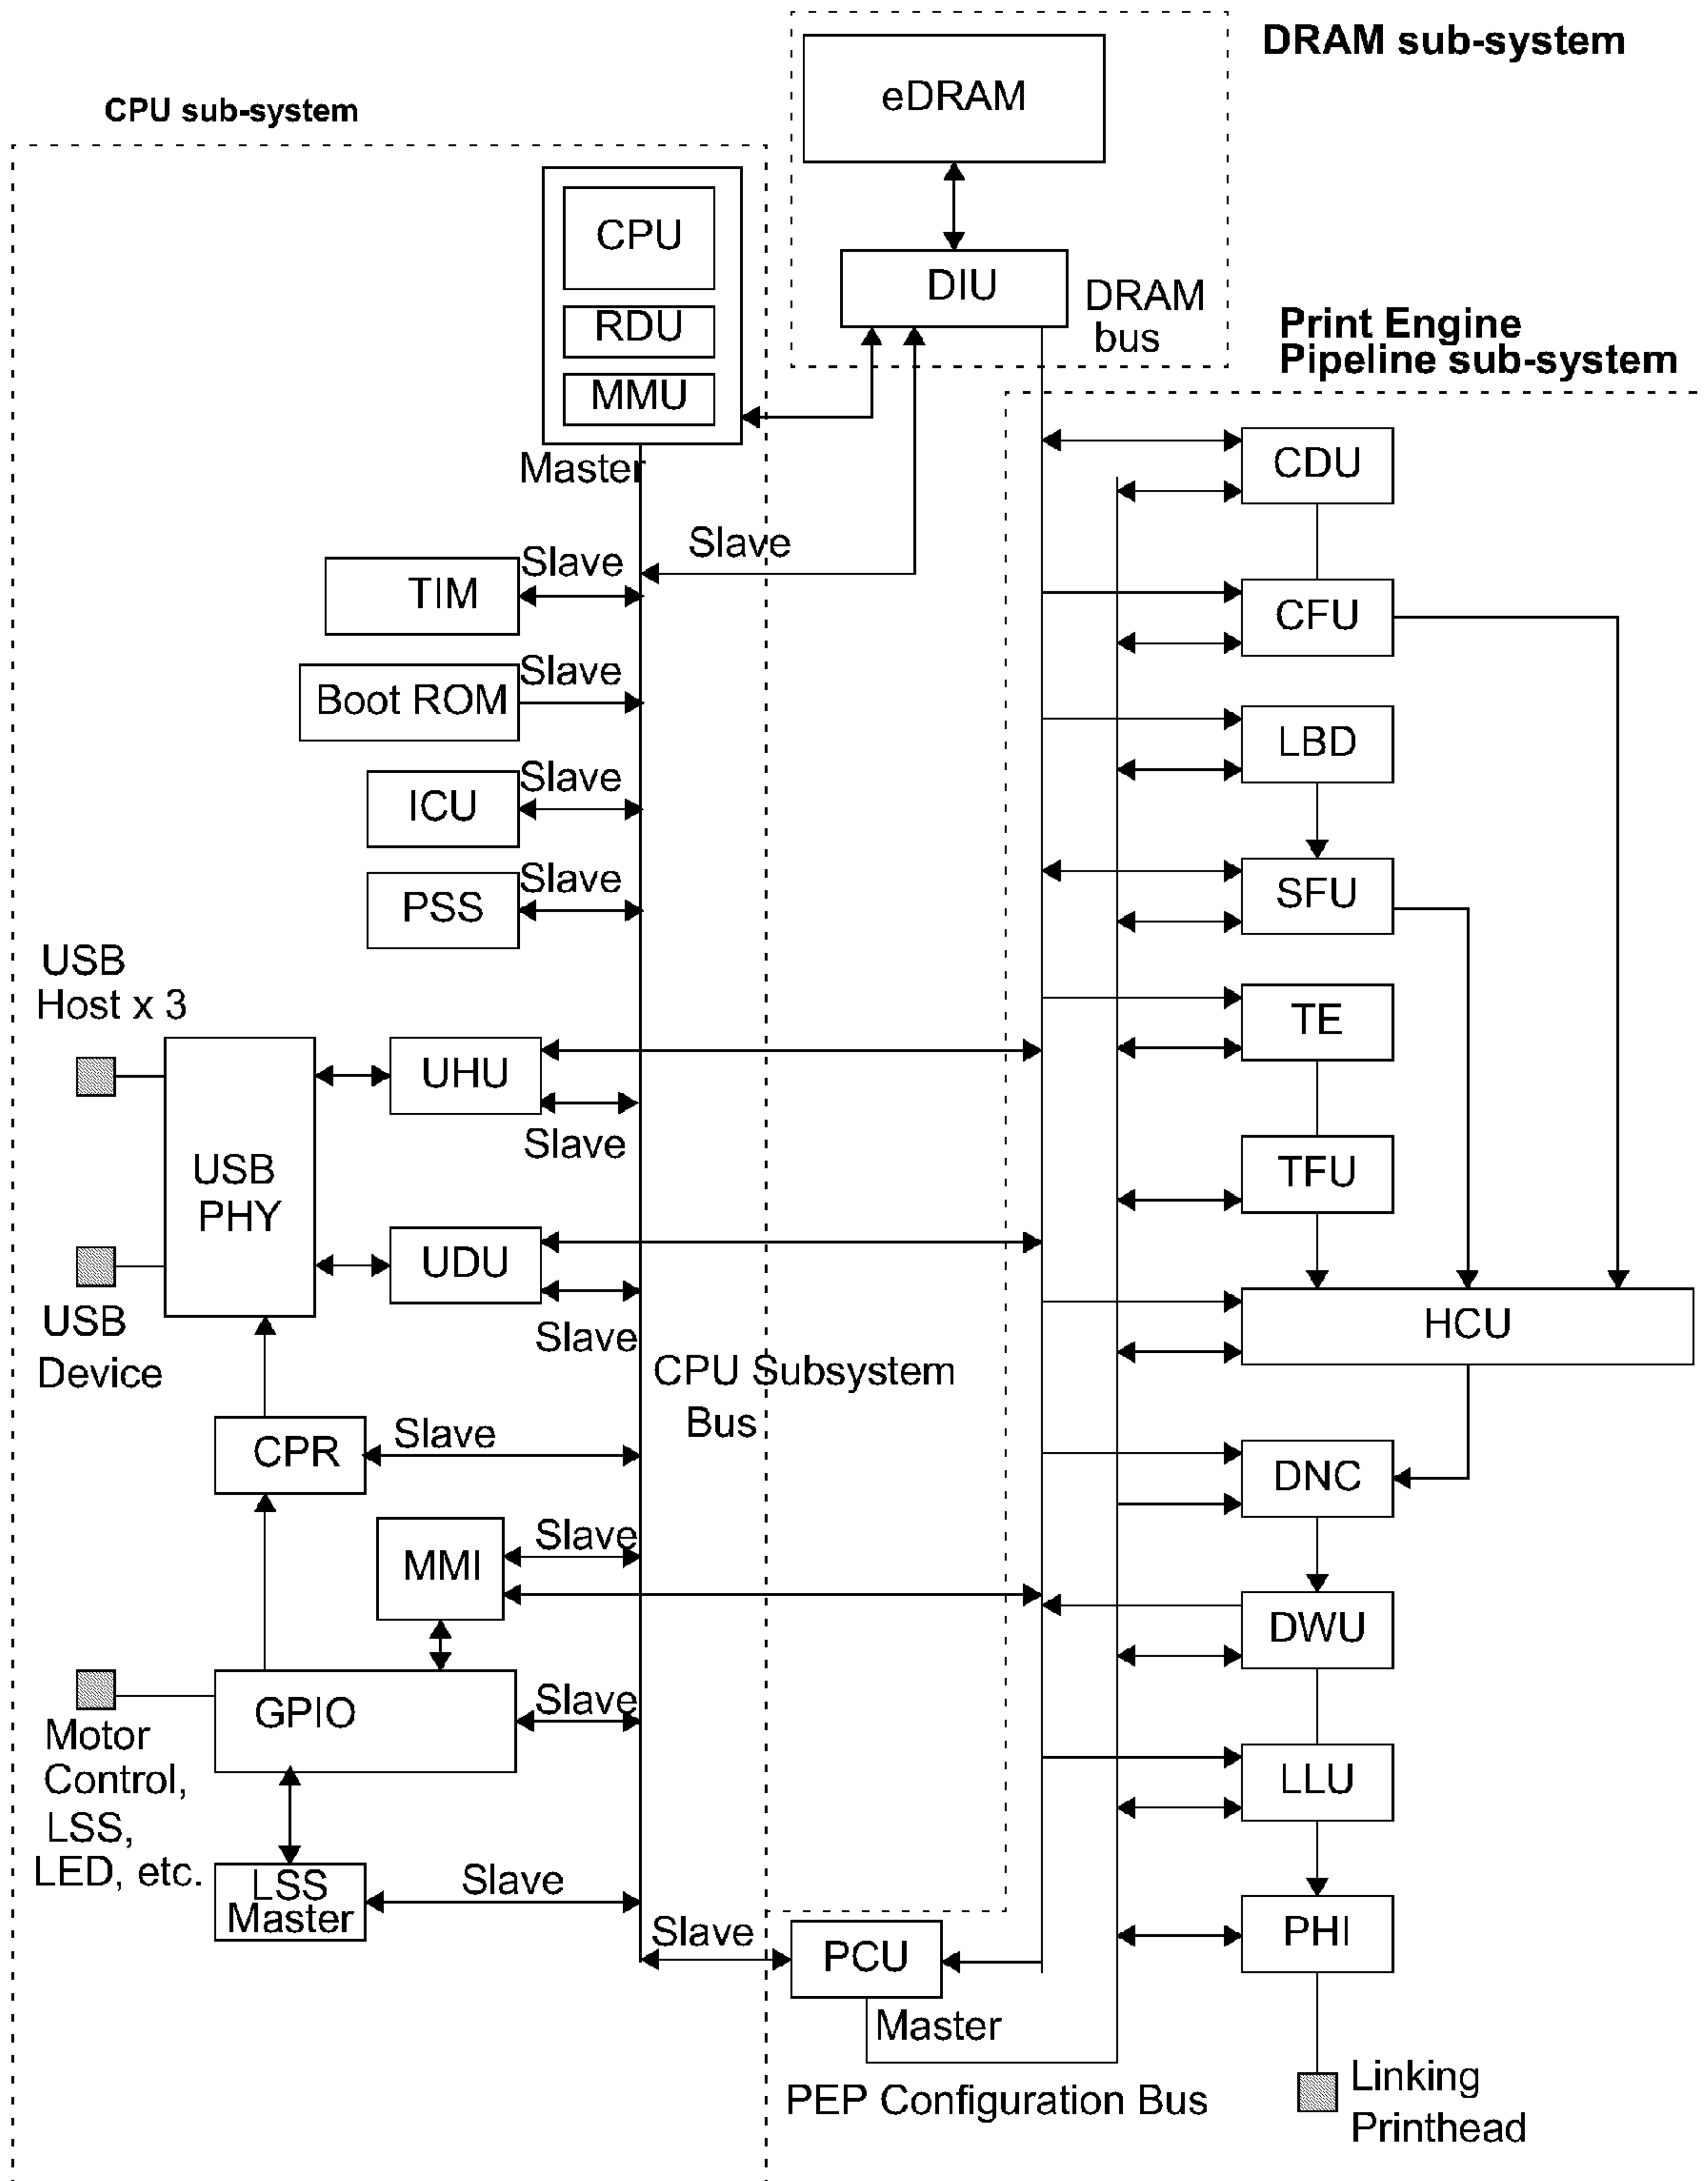 DRAM sub-system
eDRAM
CPU sub-system
CPU
DIU
DRAM
bus
RDU
Print Engine
Pipeline sub-system
MMU
Master
CDU
Slave
Slave
TIM
CFU
Slave
Boot ROM
LBD
Slave
ICU
Slave
PSS
SFU
USB
Host x 3
TE
UHU
Slave
USB
PHY
TFU
UDU
USB
Device
Slave
HCU
CPU Subsystem
Bus
Slave
CPR
DNC
Slave
MMI
DWU
Slave
GPIO
Motor
Control,
LSS,
LED, etc.
LLU
Slave
LSS
Master
Slave
PCU
PHI
Master
PEP Configuration Bus
Linking
Printhead